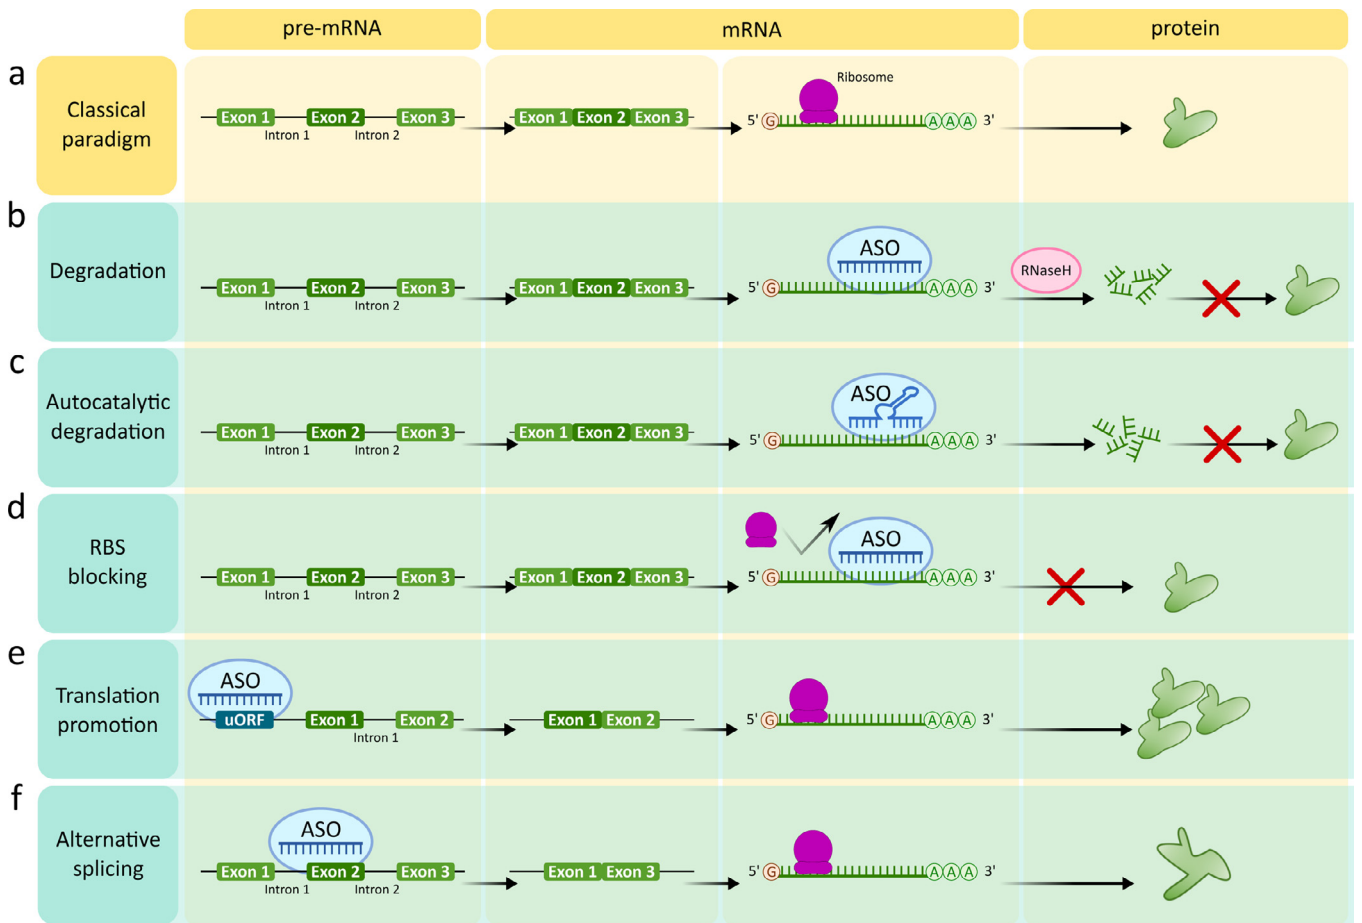 pre-mRNA mRNA protein
a
Classical
paradigm
Exon 1 Exon 2 Exon 3
Intron 1 Intron 2
Exon 1 Exon 2 Exon 3
Ribosome
5' G A A A 3'
b
Degradation
Exon 1 Exon 2 Exon 3
Intron 1 Intron 2
Exon 1 Exon 2 Exon 3
ASO
5' G A A A 3'
RNaseH
c
Autocatalytic
degradation
Exon 1 Exon 2 Exon 3
Intron 1 Intron 2
Exon 1 Exon 2 Exon 3
ASO
5' G A A A 3'
d
RBS
blocking
Exon 1 Exon 2 Exon 3
Intron 1 Intron 2
Exon 1 Exon 2 Exon 3
ASO
5' G A A A 3'
e
Translation
promotion
ASO
uORF Exon 1 Exon 2
Intron 1
Exon 1 Exon 2
5' G A A A 3'
f
Alternative
splicing
ASO
Exon 1 Exon 2 Exon 3
Intron 1 Intron 2
Exon 1 Exon 3
5' G A A A 3'